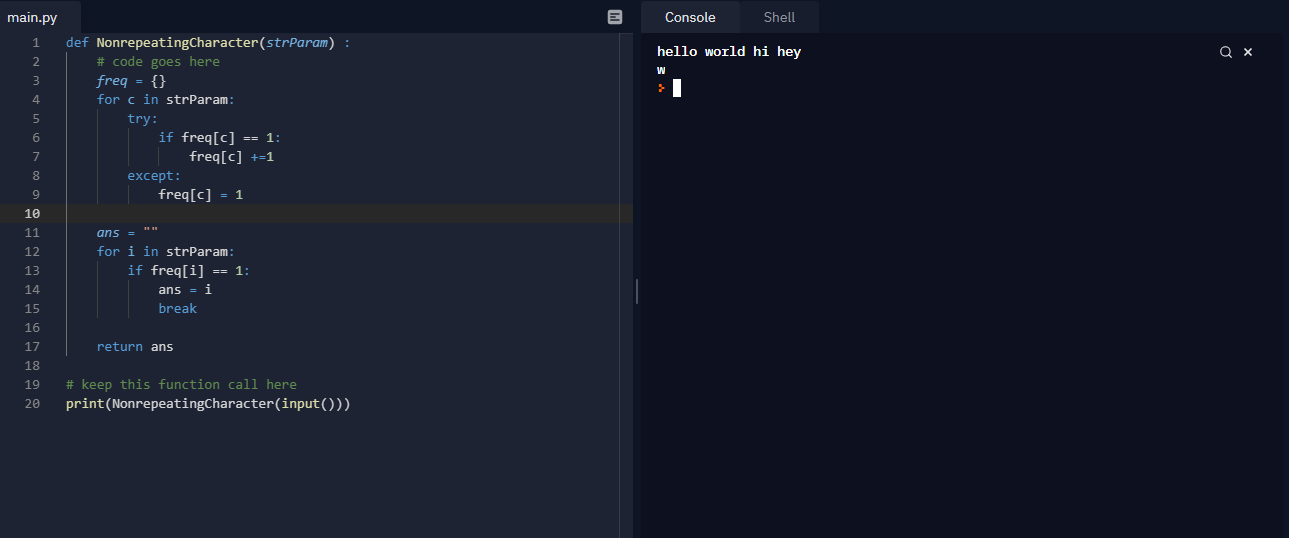 main.py
1 def NonrepeatingCharacter(strParam) :
2     # code goes here
3     freq = {}
4     for c in strParam:
5         try:
6             if freq[c] == 1:
7                 freq[c] +=1
8         except:
9             freq[c] = 1
10
11     ans = ""
12     for i in strParam:
13         if freq[i] == 1:
14             ans = i
15             break
16
17     return ans
18
19 # keep this function call here
20 print(NonrepeatingCharacter(input()))
Console Shell
hello world hi hey
w